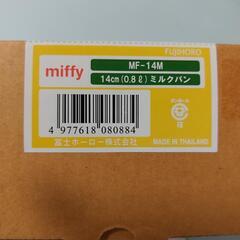 FUJIHORO
miffy
MF-14M
14cm(0.8ℓ)ミルクパン
4 977618 080884
富士ホーロー株式会社
MADE IN THAILAND